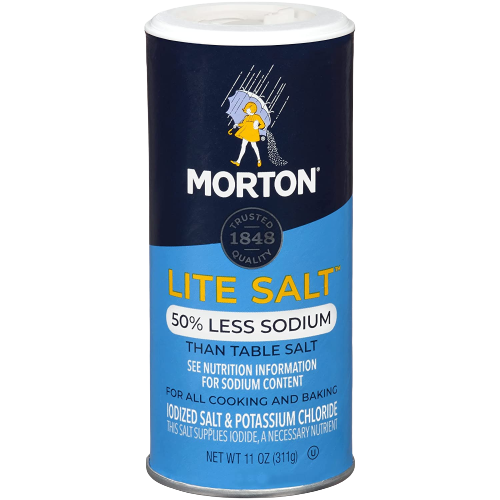 MORTON®
TRUSTED
1848
QUALITY
LITE SALT™
50% LESS SODIUM
THAN TABLE SALT
SEE NUTRITION INFORMATION
FOR SODIUM CONTENT
FOR ALL COOKING AND BAKING
IODIZED SALT & POTASSIUM CHLORIDE
THIS SALT SUPPLIES IODIDE, A NECESSARY NUTRIENT
NET WT 11 OZ (311g) U